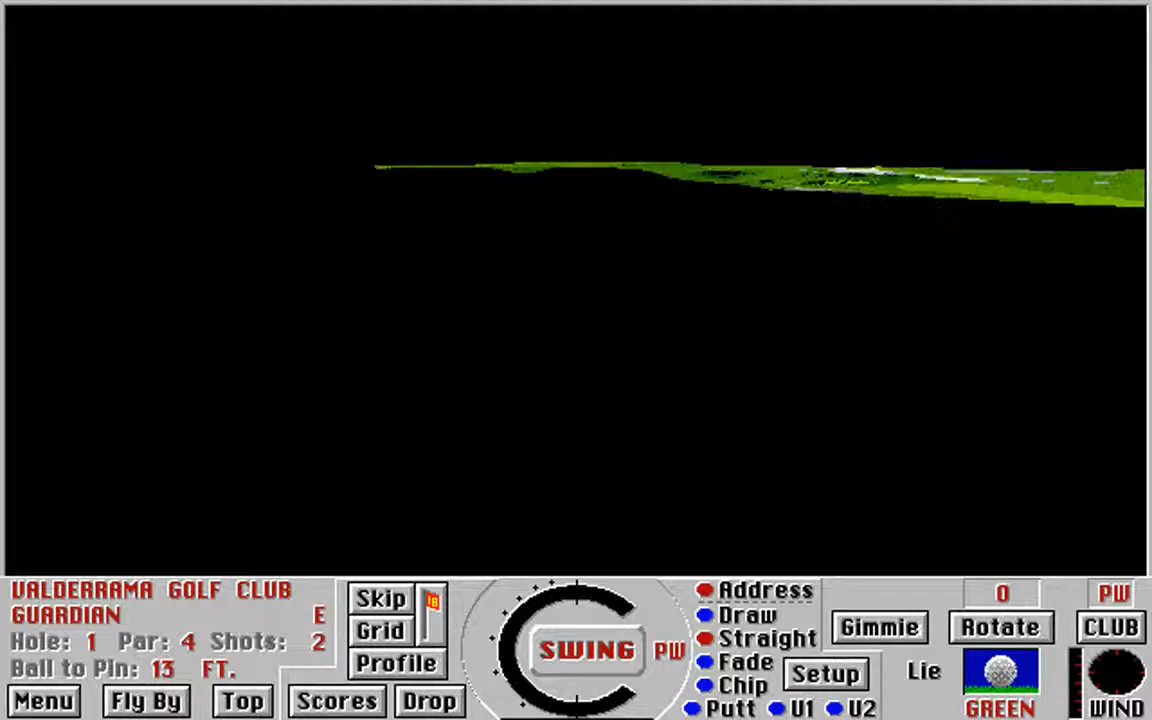 VALDERRAMA GOLF CLUB
GUARDIAN E
Hole: 1 Par: 4 Shots: 2
Ball to Pin: 13 FT.
Menu Fly By Top Scores Drop
Skip
Grid
Profile
18
SWING PW
Address
Draw
Straight
Fade
Chip
Putt U1 U2
Setup
Gimmie
0
Rotate
PW
CLUB
Lie
GREEN
WIND